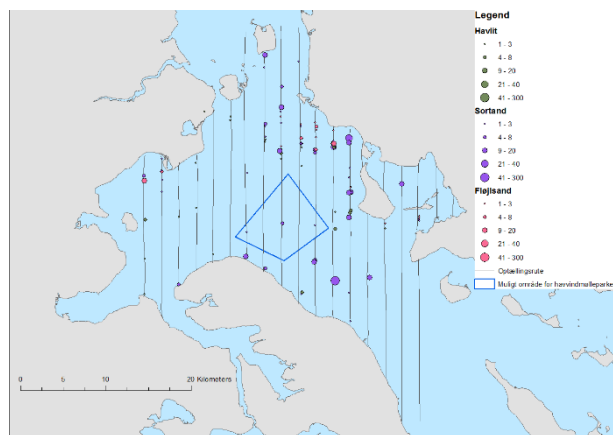 Legend
Havlit
1 - 3
4 - 8
9 - 20
21 - 40
41 - 300
Sortand
1 - 3
4 - 8
9 - 20
21 - 40
41 - 300
Fløjlsand
1 - 3
4 - 8
9 - 20
21 - 40
41 - 300
Optællingsrute
Muligt område for havvindmølleparke
0 5 10 20 Kilometers